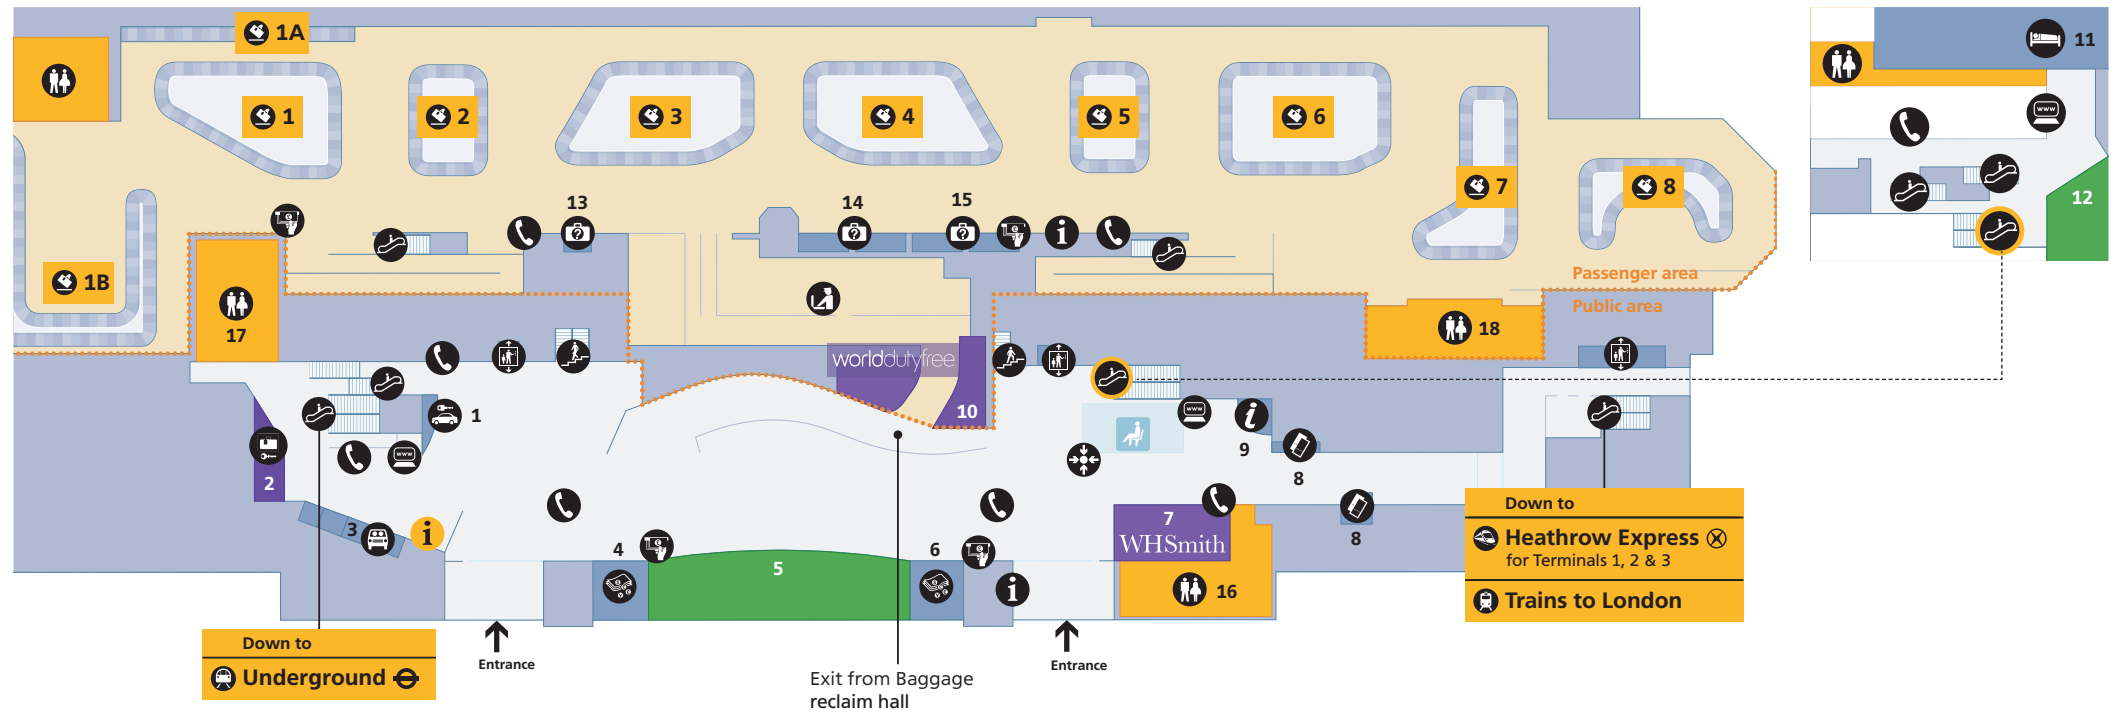 1A
11
1
2
3
4
5
6
www
7
8
12
13
14
15
£
i
1B
Passenger area
Public area
17
18
worlddutyfree
10
1
www
i
9
www
2
8
3
i
4
6
7
WHSmith
8
5
i
16
Down to
Heathrow Express
for Terminals 1, 2 & 3
Trains to London
Down to
Underground
Entrance
Entrance
Exit from Baggage
reclaim hall